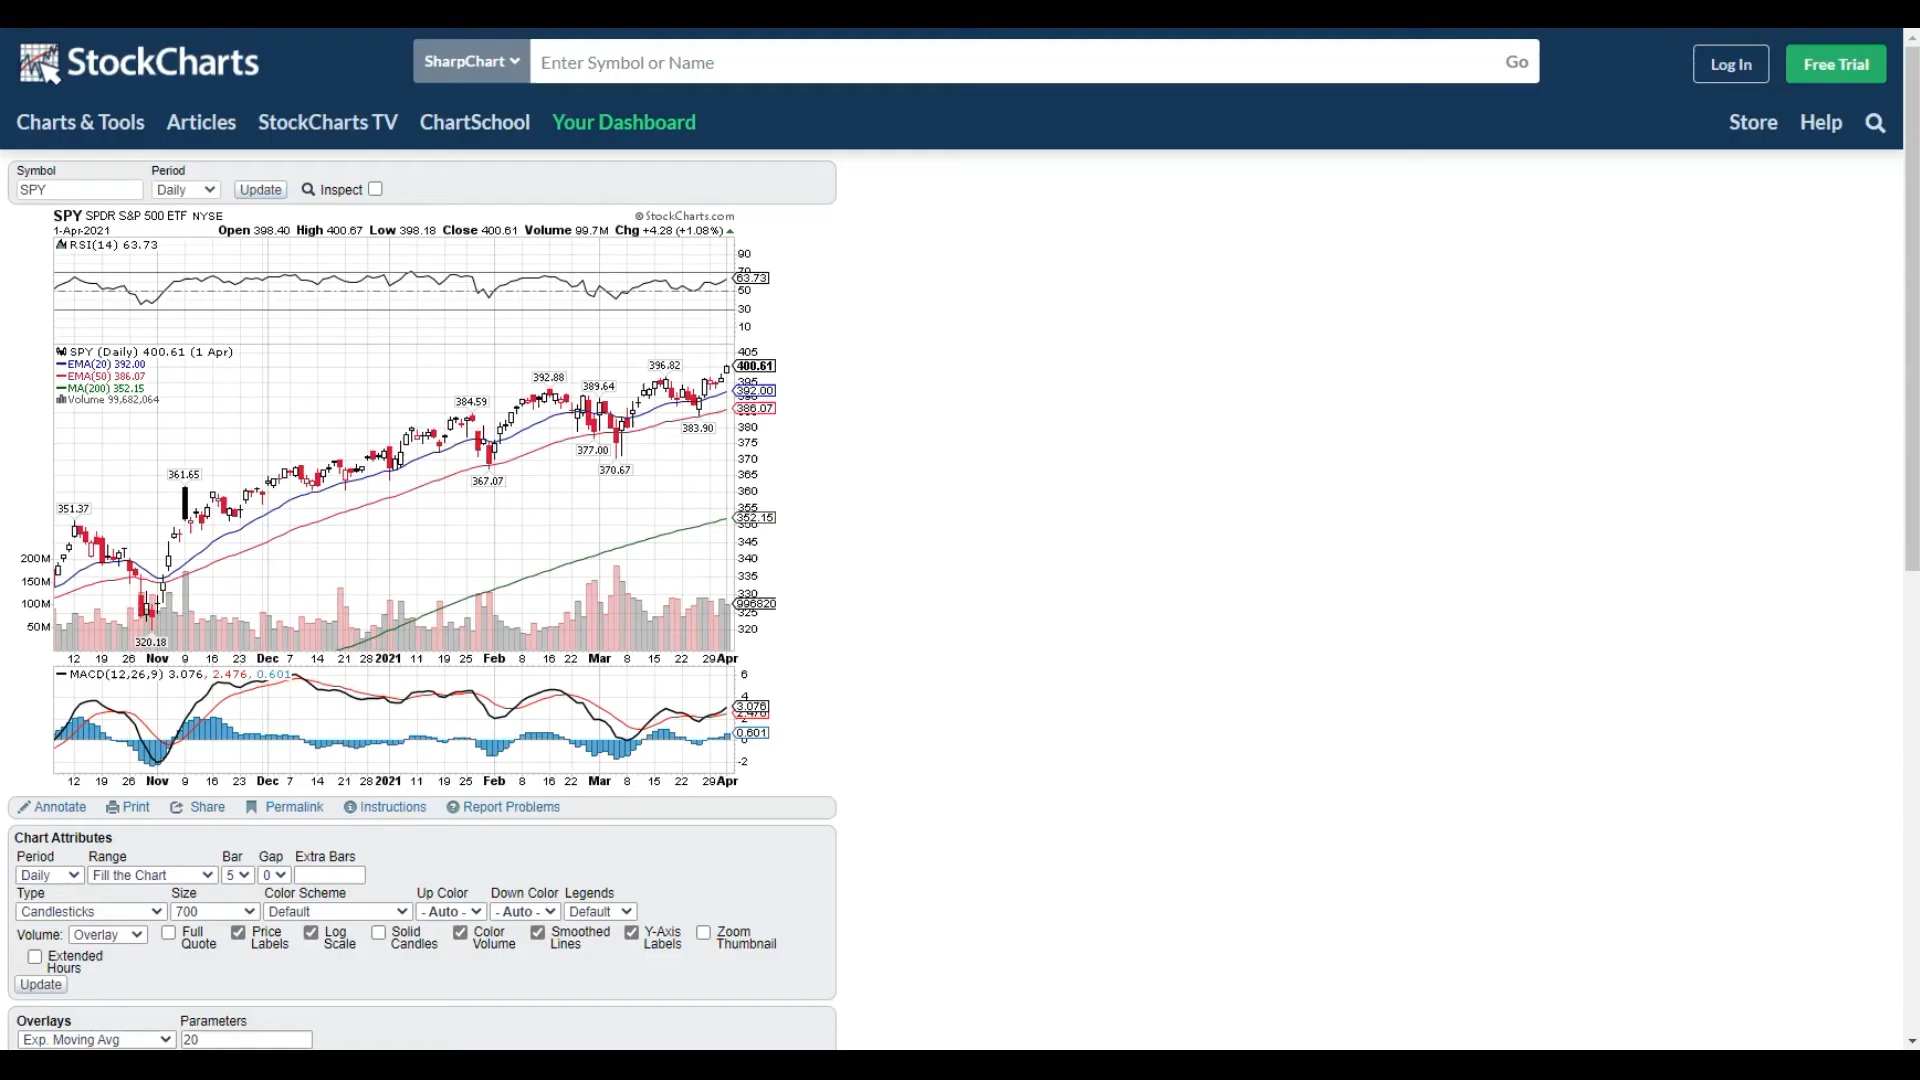 StockCharts
SharpChart
Enter Symbol or Name
Go
Log In
Free Trial
Charts & Tools
Articles
StockCharts TV
ChartSchool
Your Dashboard
Store
Help
Symbol
Period
SPY
Daily
Update
Inspect
SPY SPDR S&P 500 ETF NYSE
© StockCharts.com
1-Apr-2021
Open 398.40 High 400.67 Low 398.18 Close 400.61 Volume 99.7M Chg +4.28 (+1.08%)
RSI(14) 63.73
90
70
63.73
50
30
10
SPY (Daily) 400.61 (1 Apr)
EMA(20) 392.00
EMA(50) 386.07
MA(200) 352.15
Volume 99,682,064
405
400.61
395
392.00
386.07
380
375
370
365
360
355
352.15
350
345
340
335
330
996820
325
320
351.37
361.65
320.18
384.59
367.07
392.88
389.64
377.00
370.67
396.82
383.90
200M
150M
100M
50M
12 19 26 Nov 9 16 23 Dec 7 14 21 28 2021 11 19 25 Feb 8 16 22 Mar 8 15 22 29 Apr
MACD(12,26,9) 3.076, 2.476, 0.601
6
4
3.076
2.476
2
0.601
-2
12 19 26 Nov 9 16 23 Dec 7 14 21 28 2021 11 19 25 Feb 8 16 22 Mar 8 15 22 29 Apr
Annotate
Print
Share
Permalink
Instructions
Report Problems
Chart Attributes
Period
Range
Bar
Gap
Extra Bars
Daily
Fill the Chart
5
0
Type
Size
Color Scheme
Up Color
Down Color
Legends
Candlesticks
700
Default
- Auto -
- Auto -
Default
Volume:
Overlay
Full
Quote
Price
Labels
Log
Scale
Solid
Candles
Color
Volume
Smoothed
Lines
Y-Axis
Labels
Zoom
Thumbnail
Extended
Hours
Update
Overlays
Parameters
Exp. Moving Avg
20